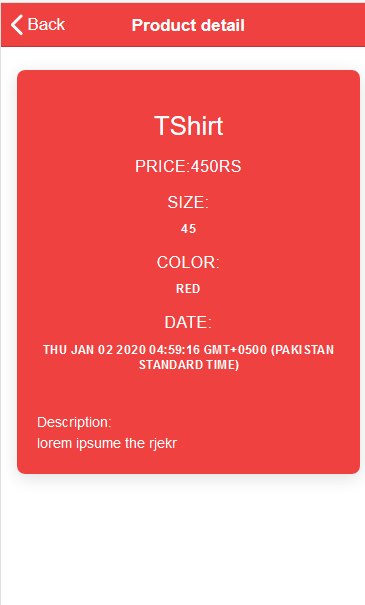 Back
Product detail
TShirt
PRICE:450RS
SIZE:
45
COLOR:
RED
DATE:
THU JAN 02 2020 04:59:16 GMT+0500 (PAKISTAN
STANDARD TIME)
Description:
lorem ipsume the rjekr